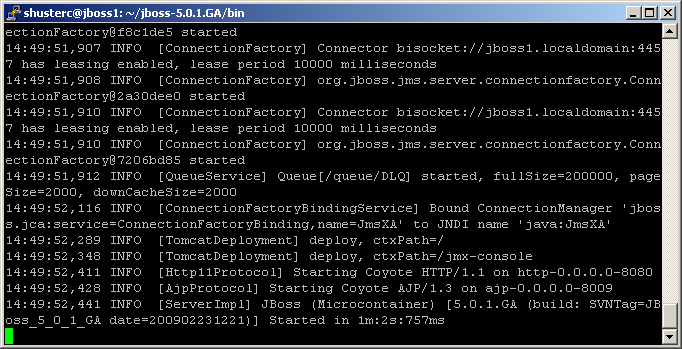 shusterc@jboss1: ~/jboss-5.0.1.GA/bin
ectionFactory@f8c1de5 started
14:49:51,907 INFO  [ConnectionFactory] Connector bisocket://jboss1.localdomain:445
7 has leasing enabled, lease period 10000 milliseconds
14:49:51,908 INFO  [ConnectionFactory] org.jboss.jms.server.connectionfactory.Conn
ectionFactory@2a30dee0 started
14:49:51,910 INFO  [ConnectionFactory] Connector bisocket://jboss1.localdomain:445
7 has leasing enabled, lease period 10000 milliseconds
14:49:51,910 INFO  [ConnectionFactory] org.jboss.jms.server.connectionfactory.Conn
ectionFactory@7206bd85 started
14:49:51,912 INFO  [QueueService] Queue[/queue/DLQ] started, fullSize=200000, page
Size=2000, downCacheSize=2000
14:49:52,116 INFO  [ConnectionFactoryBindingService] Bound ConnectionManager 'jbos
s.jca:service=ConnectionFactoryBinding,name=JmsXA' to JNDI name 'java:JmsXA'
14:49:52,289 INFO  [TomcatDeployment] deploy, ctxPath=/
14:49:52,348 INFO  [TomcatDeployment] deploy, ctxPath=/jmx-console
14:49:52,411 INFO  [Http11Protocol] Starting Coyote HTTP/1.1 on http-0.0.0.0-8080
14:49:52,428 INFO  [AjpProtocol] Starting Coyote AJP/1.3 on ajp-0.0.0.0-8009
14:49:52,441 INFO  [ServerImpl] JBoss (Microcontainer) [5.0.1.GA (build: SVNTag=JB
oss_5_0_1_GA date=200902231221)] Started in 1m:2s:757ms